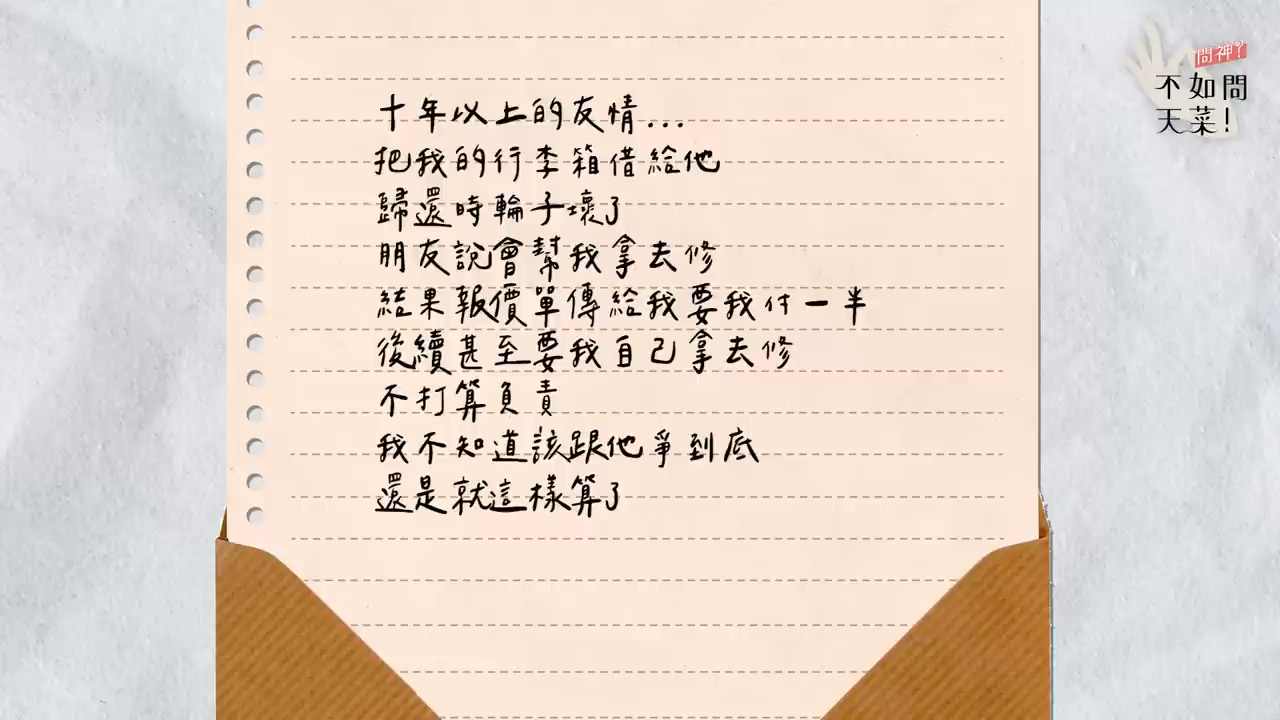 十年以上的友情...
把我的行李箱借給他
歸還時輪子壞了
朋友說會幫我拿去修
結果報價單傳給我要我付一半
後續甚至要我自己拿去修
不打算負責
我不知道該跟他爭到底
還是就這樣算了
問神?
不如問
天菜!